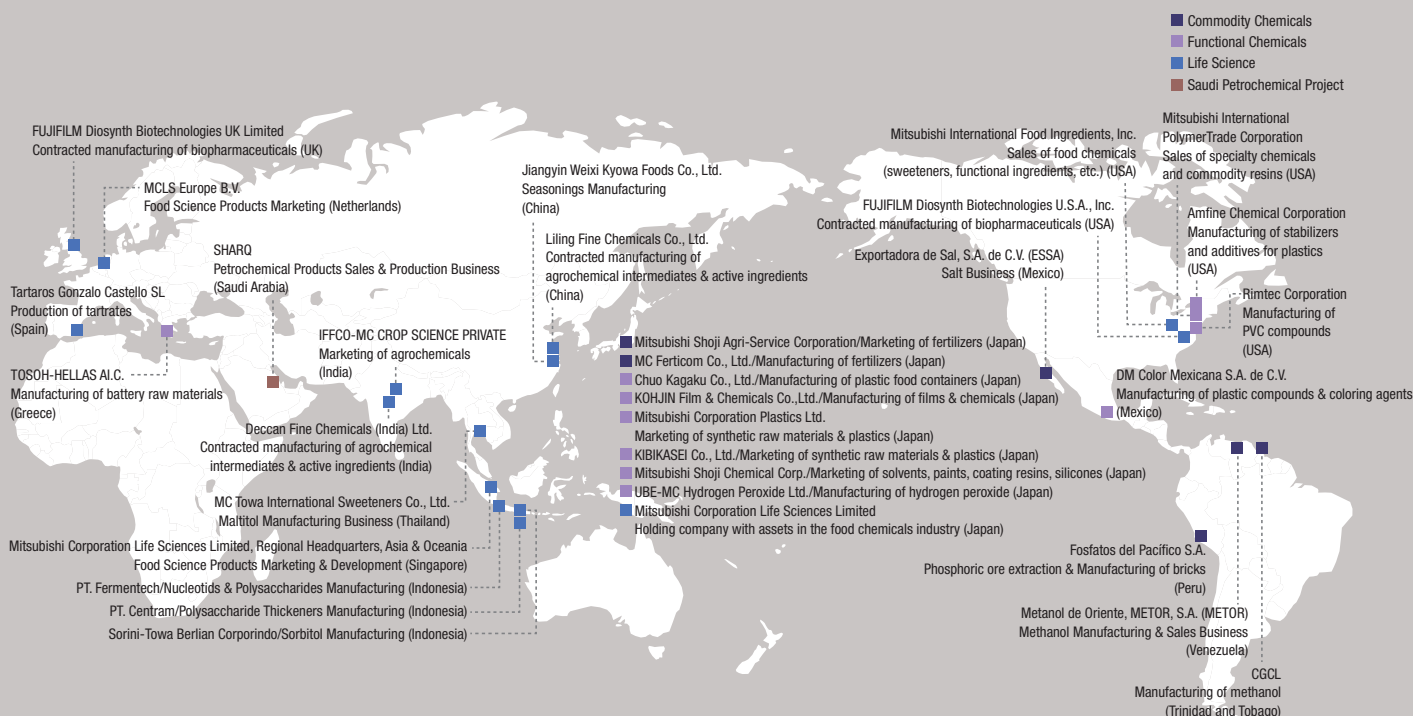 Commodity Chemicals
Functional Chemicals
Life Science
Saudi Petrochemical Project
FUJIFILM Diosynth Biotechnologies UK Limited
Contracted manufacturing of biopharmaceuticals (UK)
MCLS Europe B.V.
Food Science Products Marketing (Netherlands)
SHARQ
Petrochemical Products Sales & Production Business
(Saudi Arabia)
Tartaros Gonzalo Castello SL
Production of tartrates
(Spain)
TOSOH-HELLAS AI.C.
Manufacturing of battery raw materials
(Greece)
IFFCO-MC CROP SCIENCE PRIVATE
Marketing of agrochemicals
(India)
Deccan Fine Chemicals (India) Ltd.
Contracted manufacturing of agrochemical
intermediates & active ingredients (India)
MC Towa International Sweeteners Co., Ltd.
Maltitol Manufacturing Business (Thailand)
Mitsubishi Corporation Life Sciences Limited, Regional Headquarters, Asia & Oceania
Food Science Products Marketing & Development (Singapore)
PT. Fermentech/Nucleotids & Polysaccharides Manufacturing (Indonesia)
PT. Centram/Polysaccharide Thickeners Manufacturing (Indonesia)
Sorini-Towa Berlian Corporindo/Sorbitol Manufacturing (Indonesia)
Jiangyin Weixi Kyowa Foods Co., Ltd.
Seasonings Manufacturing
(China)
Liling Fine Chemicals Co., Ltd.
Contracted manufacturing of
agrochemical intermediates & active ingredients
(China)
Mitsubishi Shoji Agri-Service Corporation/Marketing of fertilizers (Japan)
MC Ferticom Co., Ltd./Manufacturing of fertilizers (Japan)
Chuo Kagaku Co., Ltd./Manufacturing of plastic food containers (Japan)
KOHJIN Film & Chemicals Co.,Ltd./Manufacturing of films & chemicals (Japan)
Mitsubishi Corporation Plastics Ltd.
Marketing of synthetic raw materials & plastics (Japan)
KIBIKASEI Co., Ltd./Marketing of synthetic raw materials & plastics (Japan)
Mitsubishi Shoji Chemical Corp./Marketing of solvents, paints, coating resins, silicones (Japan)
UBE-MC Hydrogen Peroxide Ltd./Manufacturing of hydrogen peroxide (Japan)
Mitsubishi Corporation Life Sciences Limited
Holding company with assets in the food chemicals industry (Japan)
Mitsubishi International Food Ingredients, Inc.
Sales of food chemicals
(sweeteners, functional ingredients, etc.) (USA)
FUJIFILM Diosynth Biotechnologies U.S.A., Inc.
Contracted manufacturing of biopharmaceuticals (USA)
Exportadora de Sal, S.A. de C.V. (ESSA)
Salt Business (Mexico)
Mitsubishi International
PolymerTrade Corporation
Sales of specialty chemicals
and commodity resins (USA)
Amfine Chemical Corporation
Manufacturing of stabilizers
and additives for plastics
(USA)
Rimtec Corporation
Manufacturing of
PVC compounds
(USA)
DM Color Mexicana S.A. de C.V.
Manufacturing of plastic compounds & coloring agents
(Mexico)
Fosfatos del Pacífico S.A.
Phosphoric ore extraction & Manufacturing of bricks
(Peru)
Metanol de Oriente, METOR, S.A. (METOR)
Methanol Manufacturing & Sales Business
(Venezuela)
CGCL
Manufacturing of methanol
(Trinidad and Tobago)